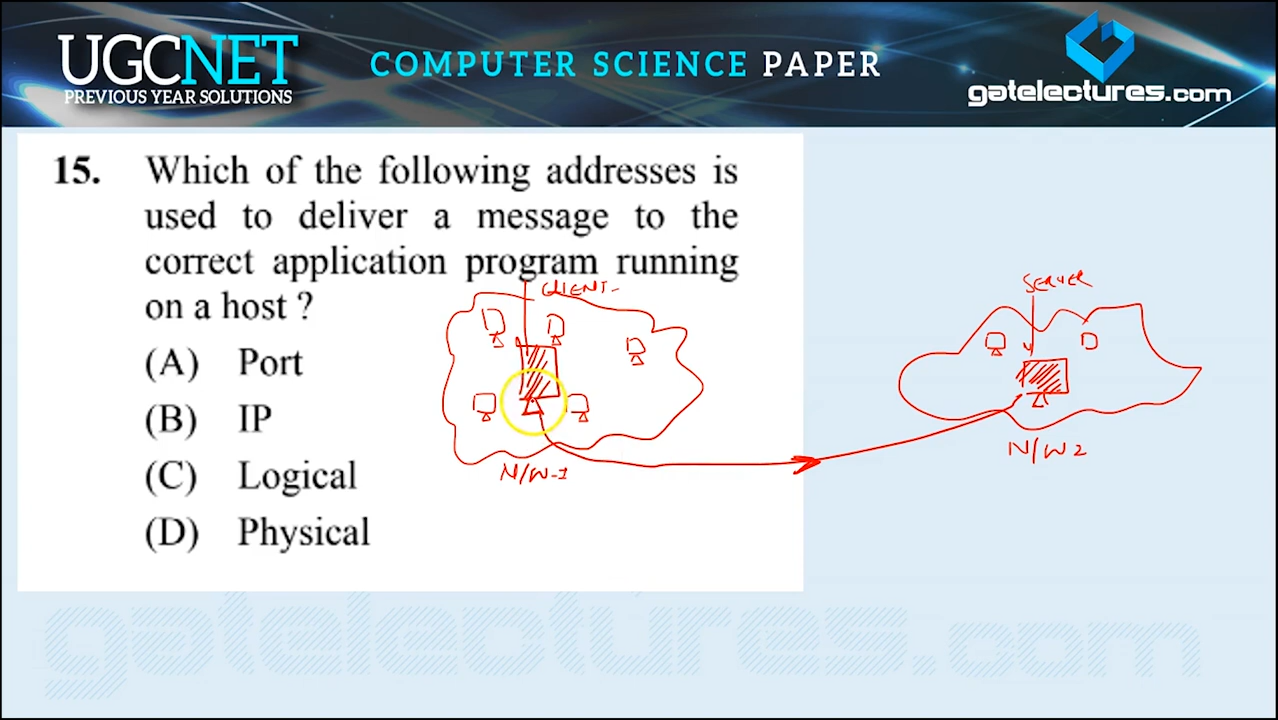 UGCNET
PREVIOUS YEAR SOLUTIONS
COMPUTER SCIENCE PAPER
gatelectures.com
15. Which of the following addresses is
used to deliver a message to the
correct application program running
on a host ?
(A) Port
(B) IP
(C) Logical
(D) Physical
CLIENT
N/W-1
SERVER
N/W 2
gatelectures.com